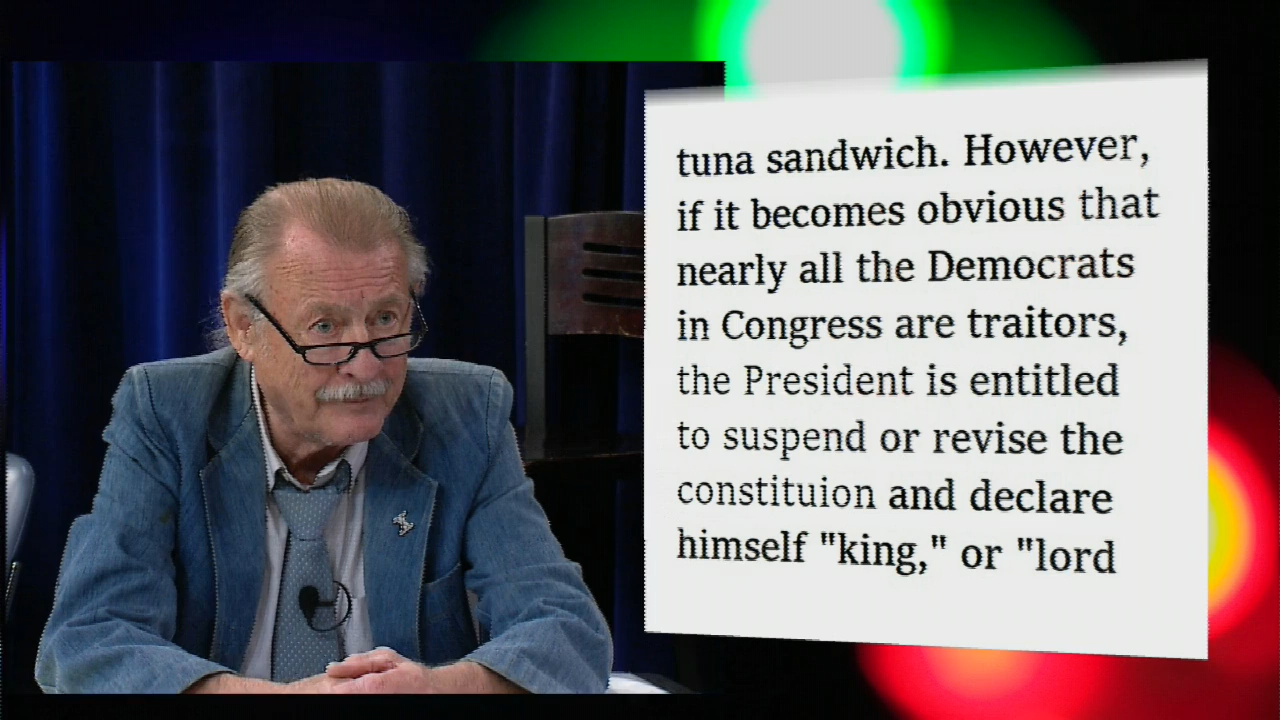 tuna sandwich. However,
if it becomes obvious that
nearly all the Democrats
in Congress are traitors,
the President is entitled
to suspend or revise the
constituion and declare
himself "king," or "lord